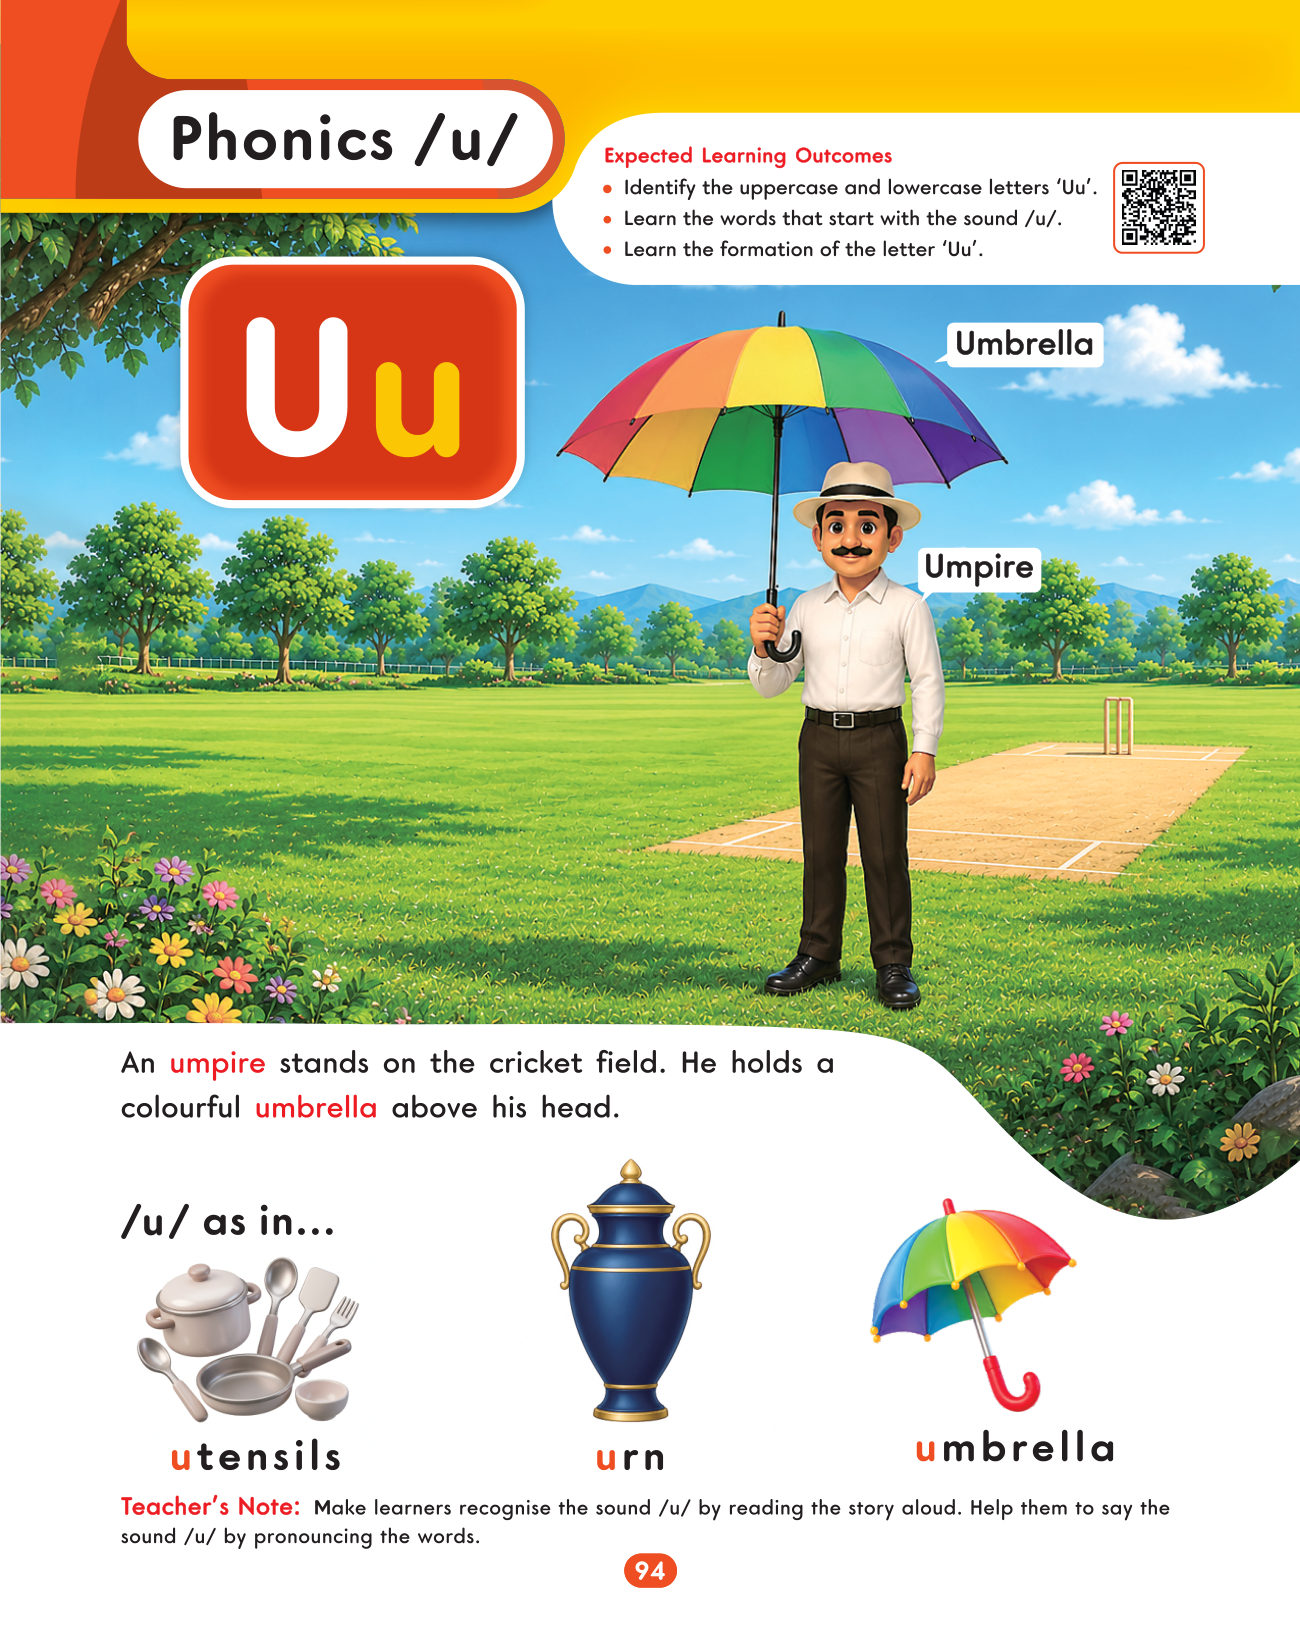 Phonics /u/
Expected Learning Outcomes
• Identify the uppercase and lowercase letters ‘Uu’.
• Learn the words that start with the sound /u/.
• Learn the formation of the letter ‘Uu’.
Uu
Umbrella
Umpire
An umpire stands on the cricket field. He holds a
colourful umbrella above his head.
/u/ as in...
utensils
urn
umbrella
Teacher’s Note: Make learners recognise the sound /u/ by reading the story aloud. Help them to say the
sound /u/ by pronouncing the words.
94